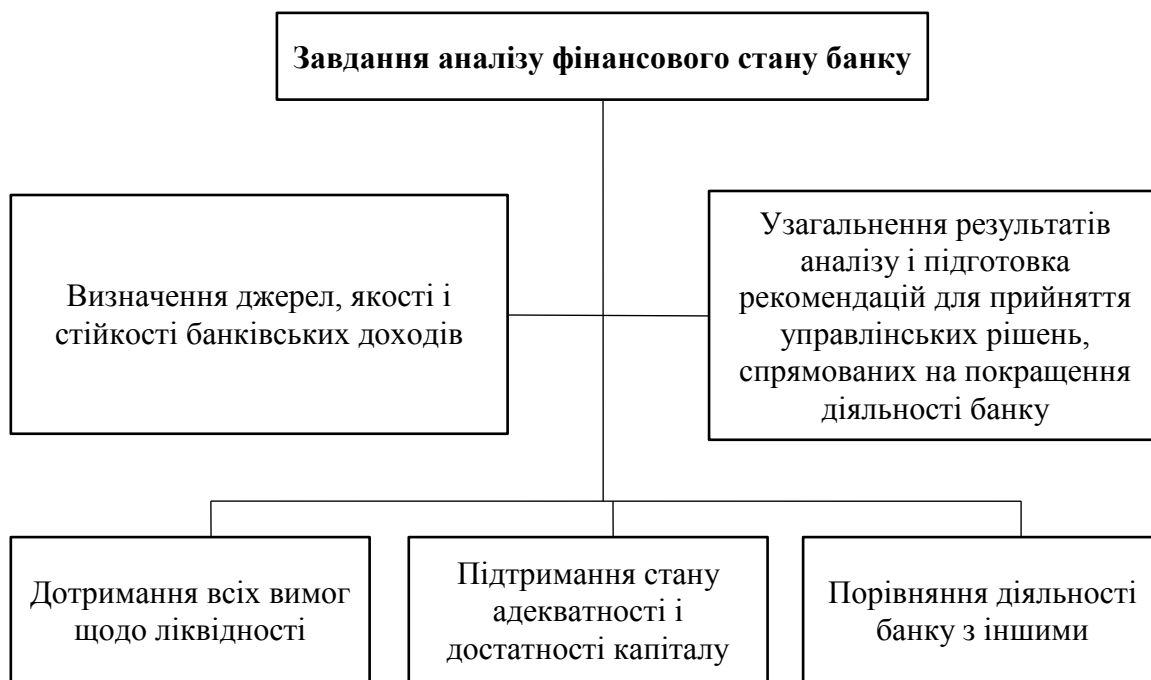 Завдання аналізу фінансового стану банку
Визначення джерел, якості і
стійкості банківських доходів
Узагальнення результатів
аналізу і підготовка
рекомендацій для прийняття
управлінських рішень,
спрямованих на покращення
діяльності банку
Дотримання всіх вимог
щодо ліквідності
Підтримання стану
адекватності і
достатності капіталу
Порівняння діяльності
банку з іншими